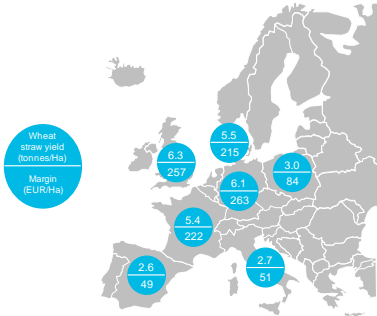 Wheat
straw yield
(tonnes/Ha)
Margin
(EUR/Ha)
5.5
215
6.3
257
3.0
84
6.1
263
5.4
222
2.7
51
2.6
49